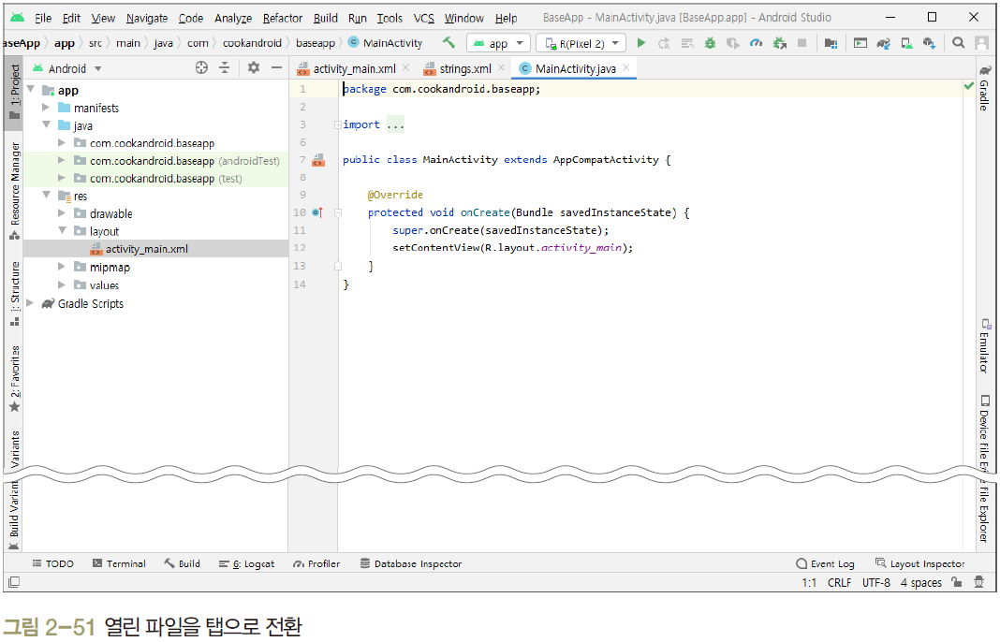 File Edit View Navigate Code Analyze Refactor Build Run Tools VCS Window Help BaseApp - MainActivity.java [BaseApp.app] - Android Studio
aseApp app src main java com cookandroid baseapp MainActivity app R(Pixel 2)
1: Project
Resource Manager
1: Structure
2: Favorites
Variants
Build Variant
Android
app
manifests
java
com.cookandroid.baseapp
com.cookandroid.baseapp (androidTest)
com.cookandroid.baseapp (test)
res
drawable
layout
activity_main.xml
mipmap
values
Gradle Scripts
activity_main.xml strings.xml MainActivity.java
1 package com.cookandroid.baseapp;
2
3 import ...
6
7 public class MainActivity extends AppCompatActivity {
8
9 @Override
10 protected void onCreate(Bundle savedInstanceState) {
11 super.onCreate(savedInstanceState);
12 setContentView(R.layout.activity_main);
13 }
14 }
Gradle
Emulator
Device File Ex
File Explorer
TODO Terminal Build 6: Logcat Profiler Database Inspector Event Log Layout Inspector
1:1 CRLF UTF-8 4 spaces
그림 2-51 열린 파일을 탭으로 전환